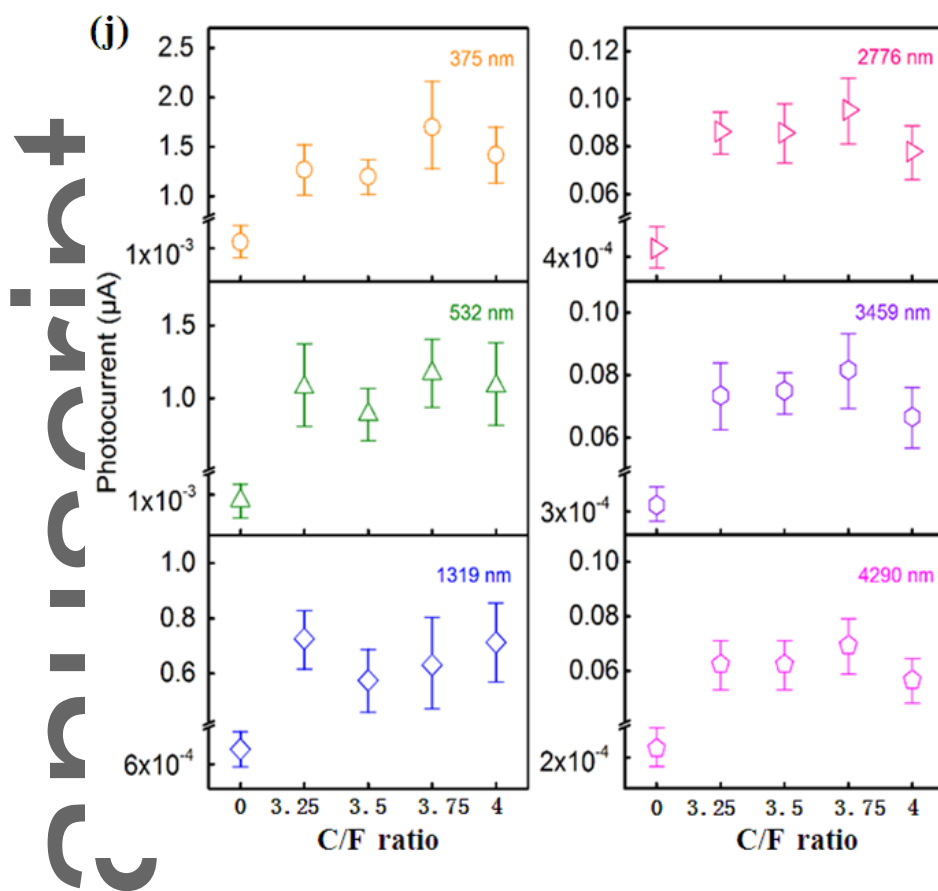 (j)
375 nm
2.5
2.0
1.5
1.0
1x10⁻³
2776 nm
0.12
0.10
0.08
0.06
4x10⁻⁴
Photocurrent (μA)
532 nm
1.5
1.0
1x10⁻³
3459 nm
0.10
0.08
0.06
3x10⁻⁴
1319 nm
1.0
0.8
0.6
6x10⁻⁴
4290 nm
0.10
0.08
0.06
2x10⁻⁴
0 3.25 3.5 3.75 4
C/F ratio
0 3.25 3.5 3.75 4
C/F ratio